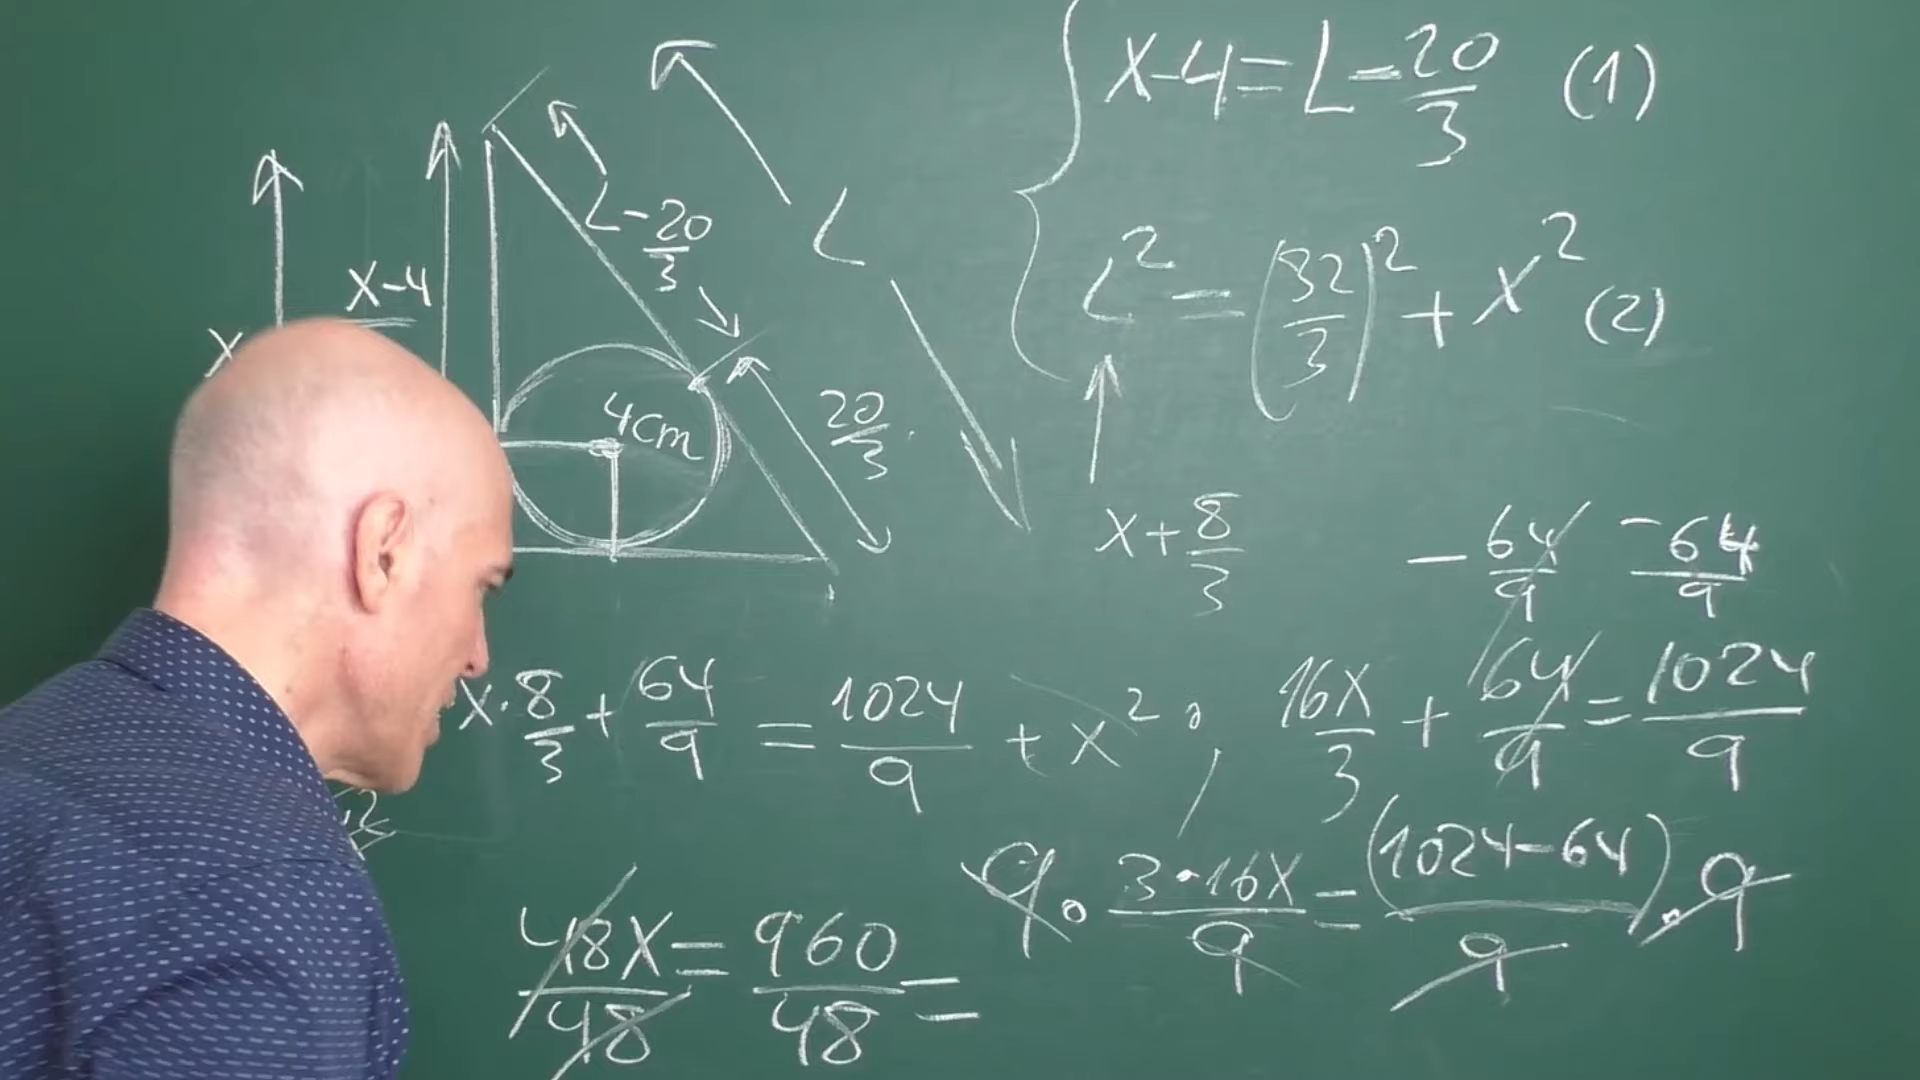 x-4=L-20/3 (1)
L-20/3
L
x-4
L²=(32/3)²+x² (2)
x
4cm
20/3
x+8/3
-64/9 -64/9
x·8/3+64/9=1024/9+x²; 16x/3+64/9=1024/9
9·3·16x/9=(1024-64)/9·9
48x/48=960/48=